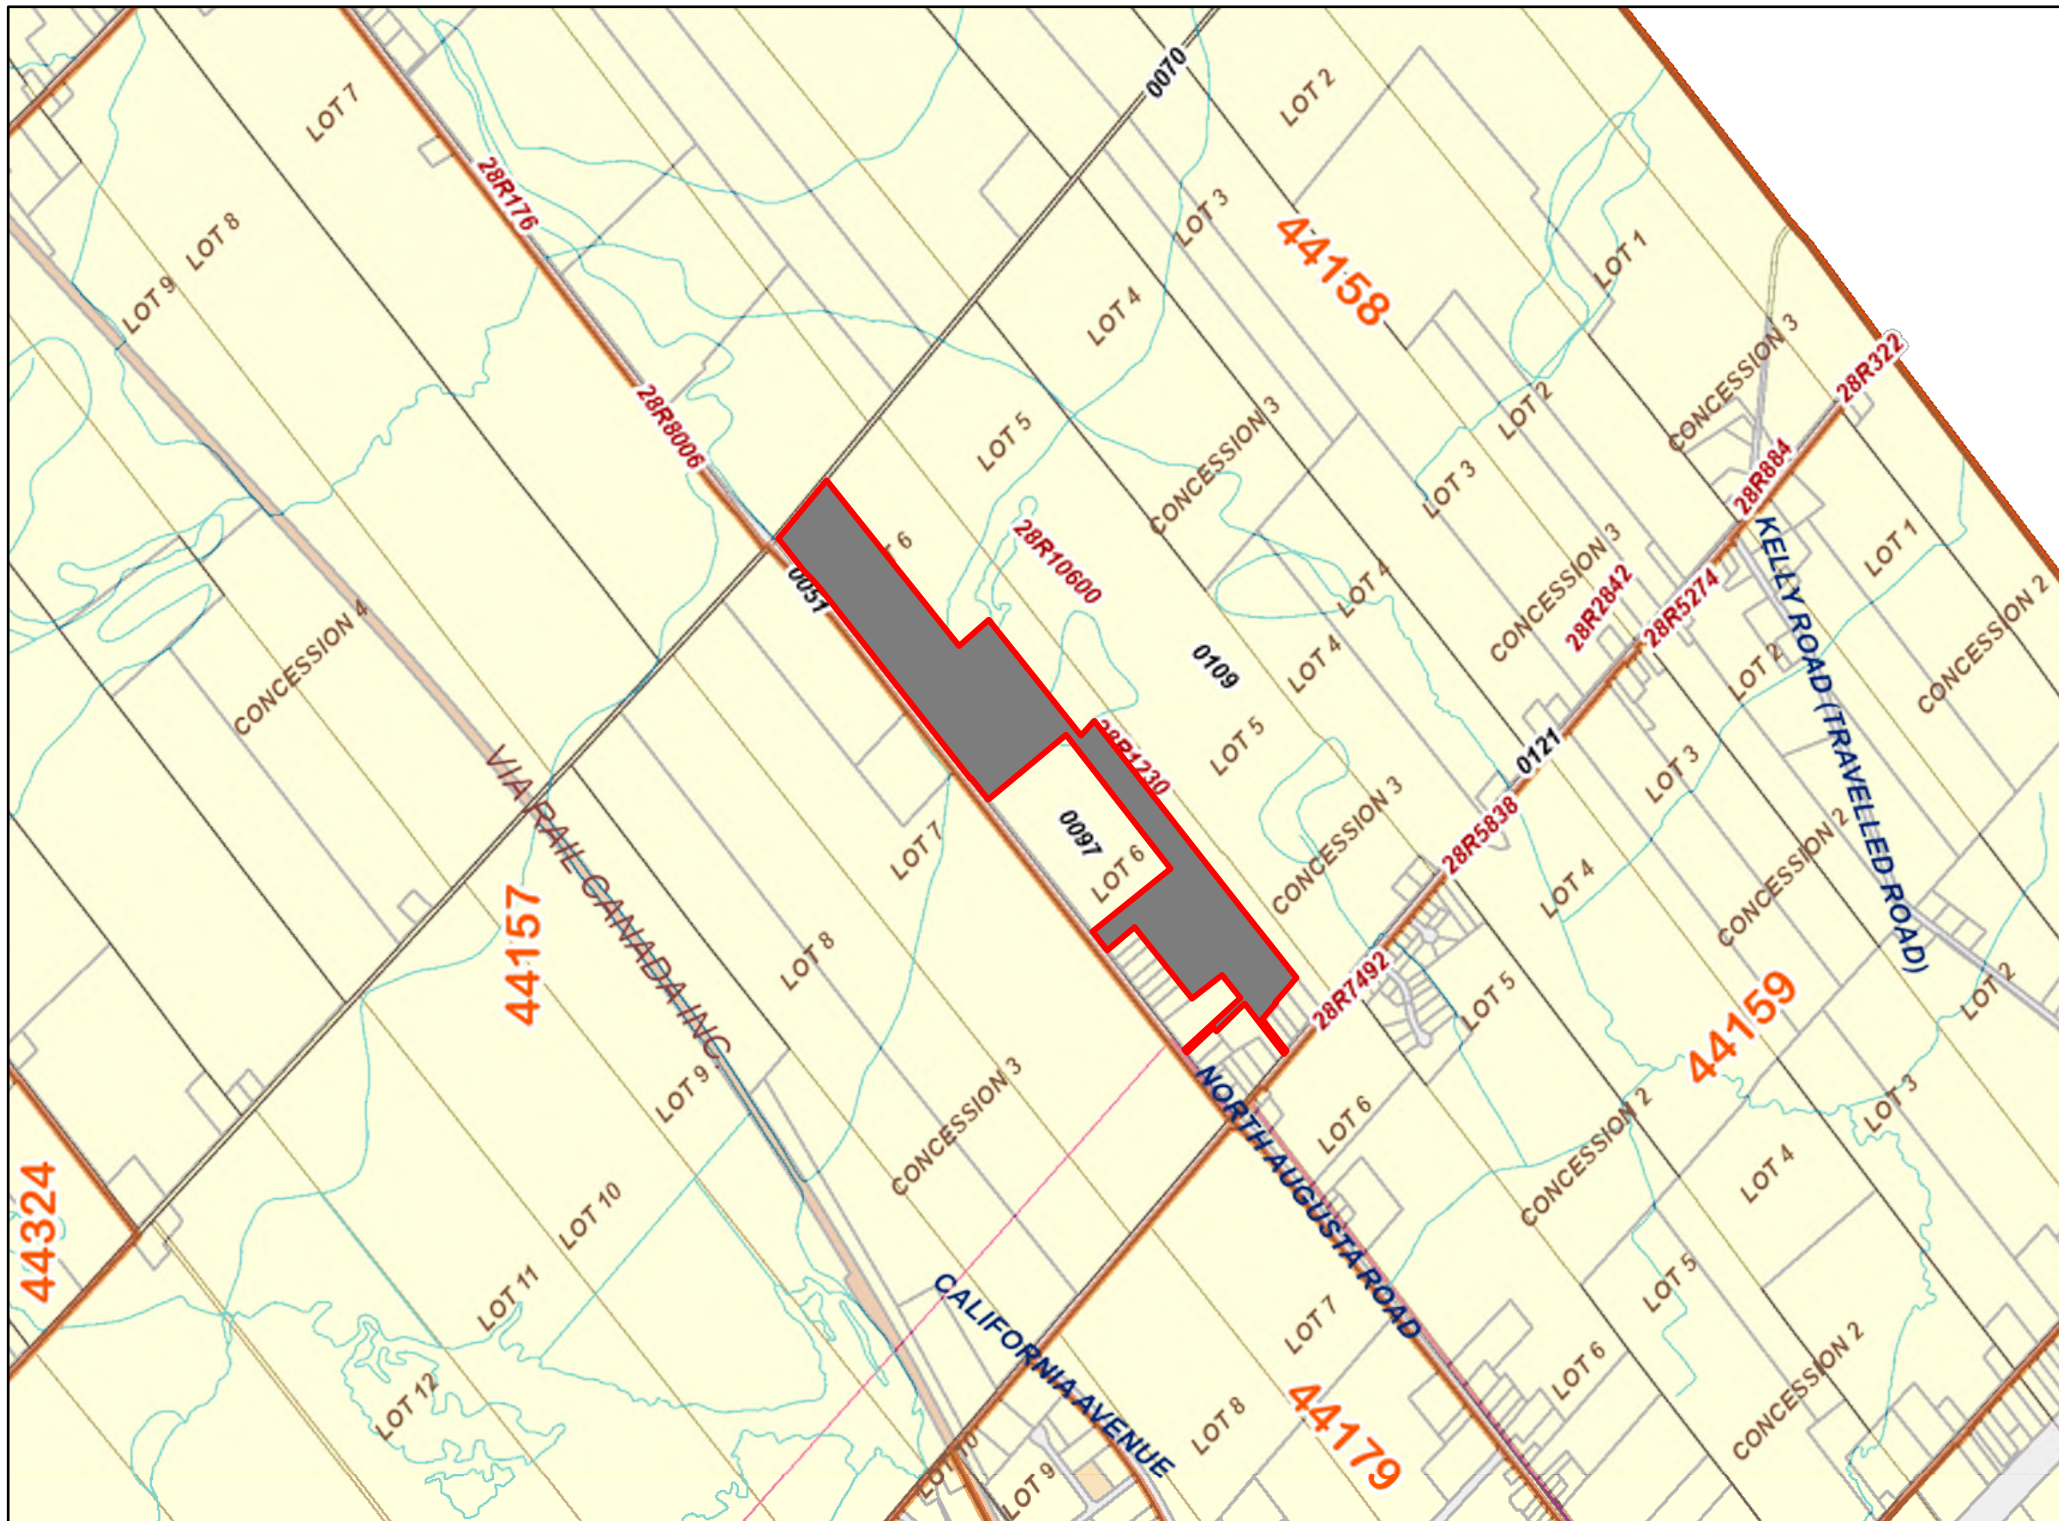 0070
LOT 7
LOT 2
28R176
LOT 8
LOT 3
44158
LOT 1
LOT 9
LOT 4
CONCESSION 3
28R322
28R8006
LOT 5
LOT 2
CONCESSION 3
LOT 3
28R884
6
28R10600
KELLY ROAD (TRAVELLED ROAD)
LOT 1
0051
LOT 4
CONCESSION 3
28R2842
28R5274
CONCESSION 4
0109
LOT 4
LOT 2
CONCESSION 2
28R1230
LOT 5
0121
LOT 3
VIA RAIL CANADA INC.
0097
LOT 7
LOT 6
CONCESSION 3
28R5838
LOT 4
CONCESSION 2
44157
LOT 8
28R7492
LOT 5
LOT 2
44159
LOT 9
CONCESSION 3
NORTH AUGUSTA ROAD
LOT 6
CONCESSION 2
LOT 3
44324
LOT 10
LOT 4
LOT 11
CALIFORNIA AVENUE
LOT 7
LOT 5
LOT 12
LOT 8
44179
LOT 6
CONCESSION 2
LOT 10
LOT 9